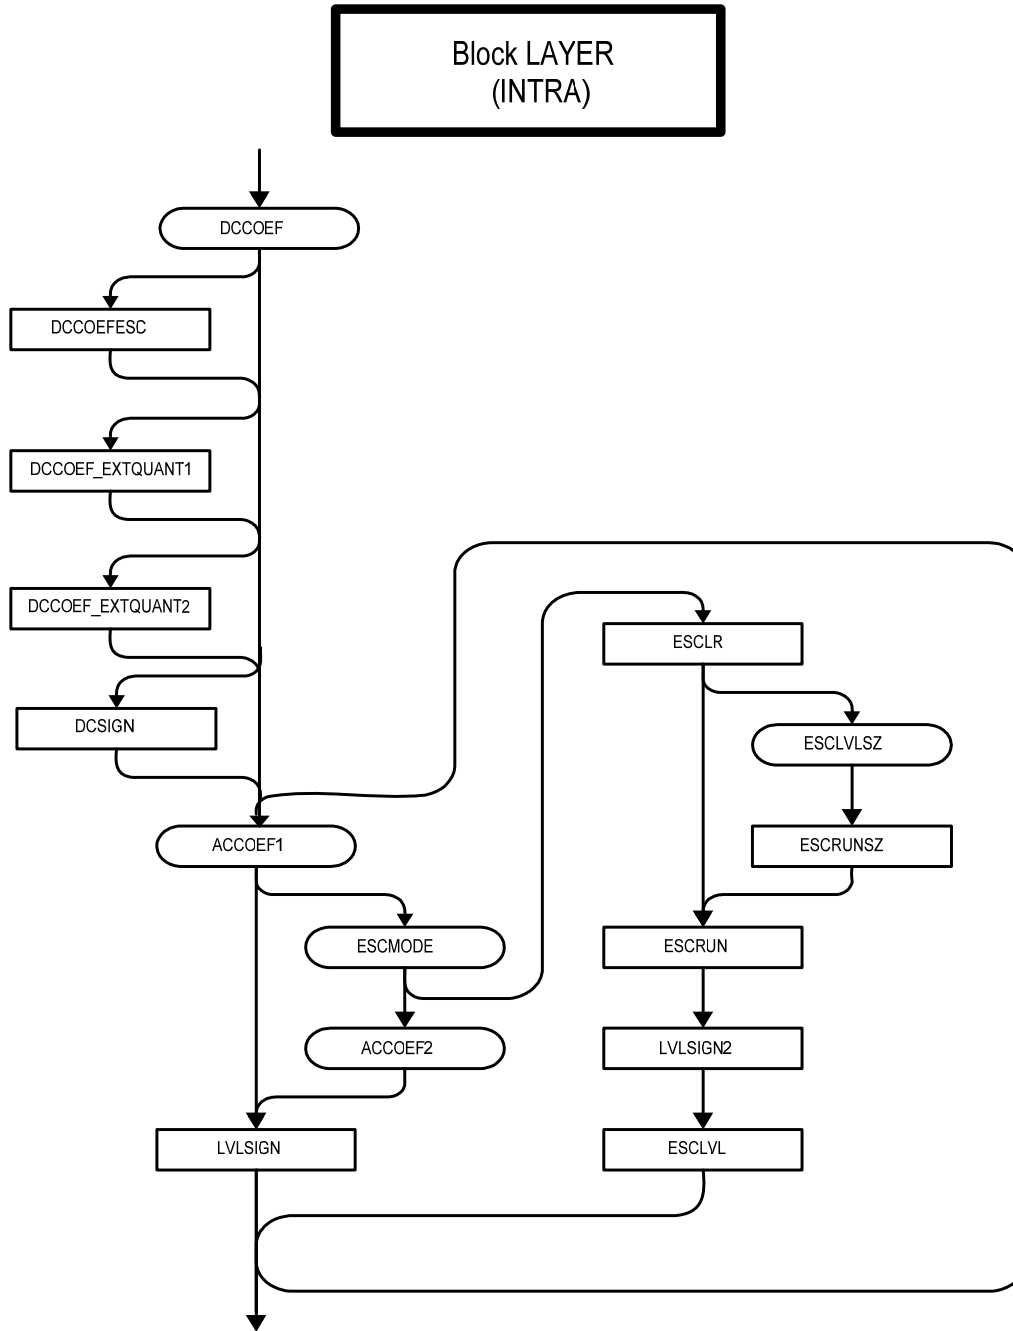 Block LAYER
(INTRA)
DCCOEF
DCCOEFESC
DCCOEF_EXTQUANT1
DCCOEF_EXTQUANT2
DCSIGN
ACCOEF1
ESCMODE
ACCOEF2
LVLSIGN
ESCLR
ESCLVLSZ
ESCRUNSZ
ESCRUN
LVLSIGN2
ESCLVL